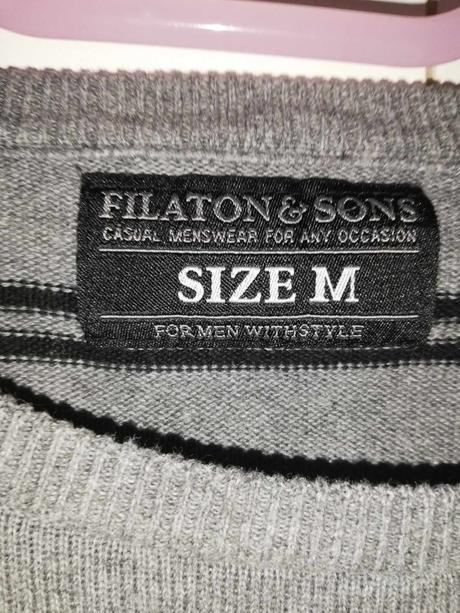 FILATON & SONS
CASUAL MENSWEAR FOR ANY OCCASION
SIZE M
FOR MEN WITHSTYLE